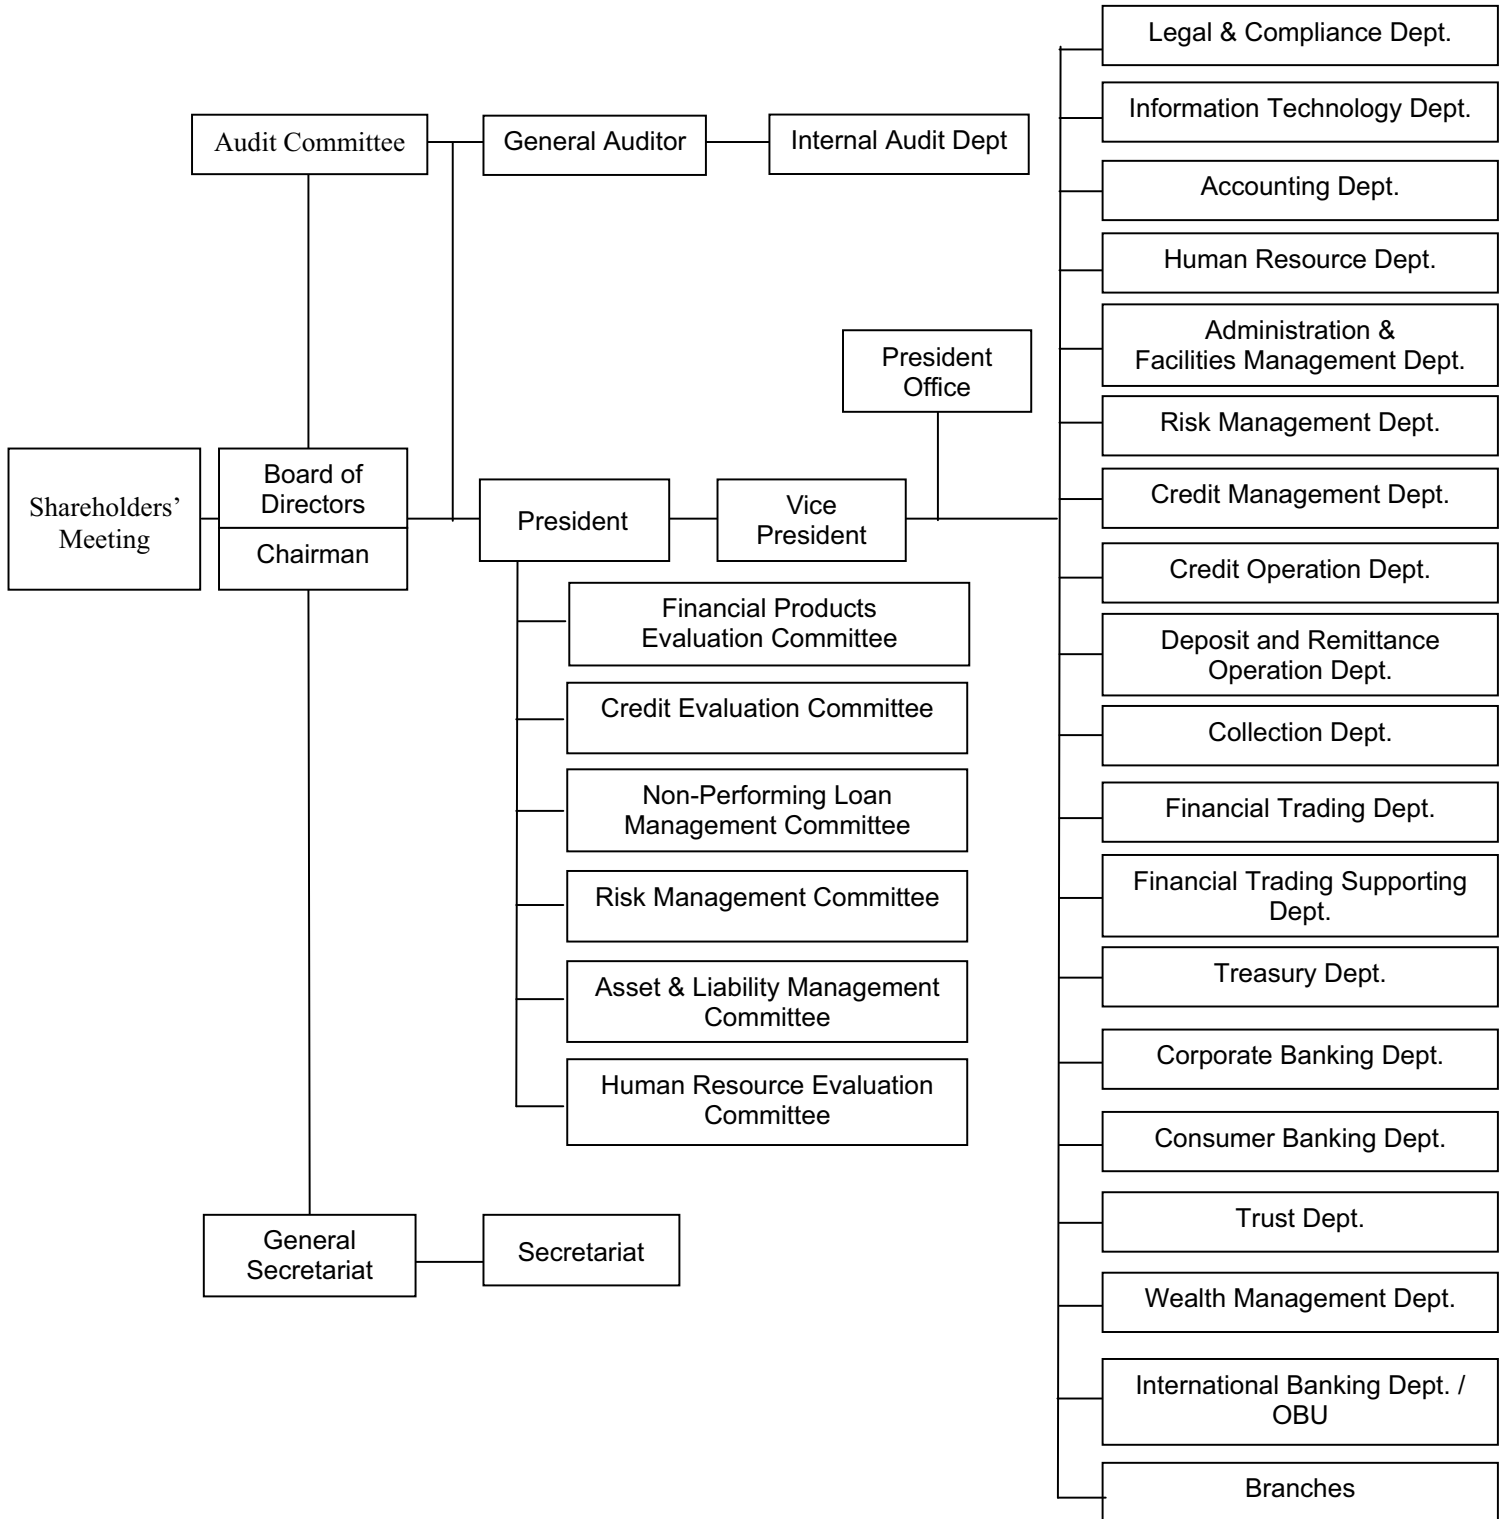 Audit Committee
General Auditor
Internal Audit Dept
President
Office
Shareholders’
Meeting
Board of
Directors
Chairman
President
Vice
President
Financial Products
Evaluation Committee
Credit Evaluation Committee
Non-Performing Loan
Management Committee
Risk Management Committee
Asset & Liability Management
Committee
Human Resource Evaluation
Committee
General
Secretariat
Secretariat
Legal & Compliance Dept.
Information Technology Dept.
Accounting Dept.
Human Resource Dept.
Administration &
Facilities Management Dept.
Risk Management Dept.
Credit Management Dept.
Credit Operation Dept.
Deposit and Remittance
Operation Dept.
Collection Dept.
Financial Trading Dept.
Financial Trading Supporting
Dept.
Treasury Dept.
Corporate Banking Dept.
Consumer Banking Dept.
Trust Dept.
Wealth Management Dept.
International Banking Dept. /
OBU
Branches